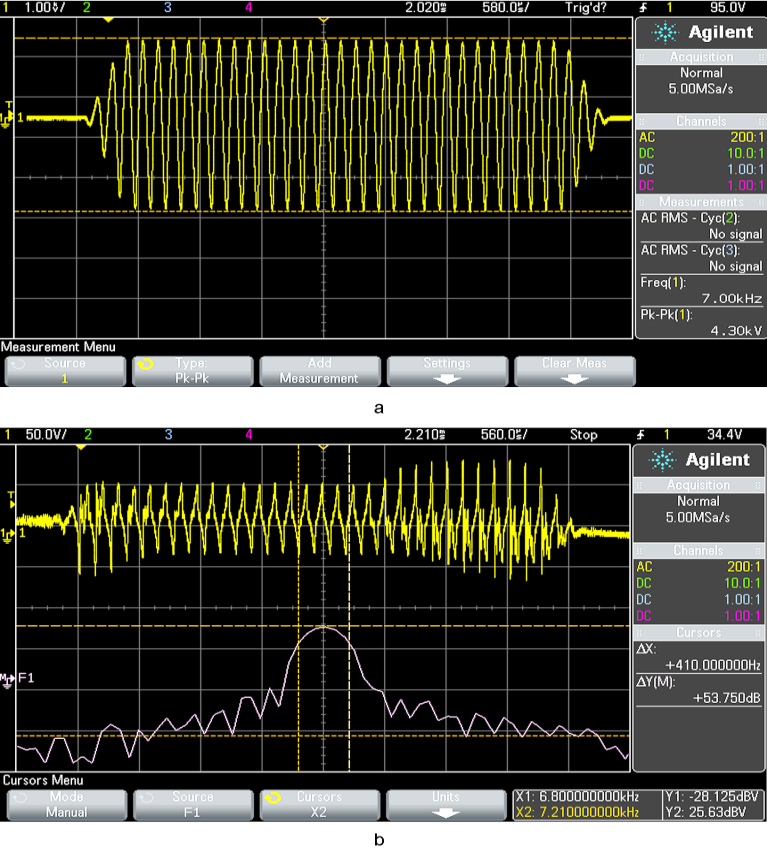 1 1.00kV/ 2 3 4 2.020ms 580.0us/ Trig'd? 1 95.0V
Agilent
Acquisition
Normal
5.00MSa/s
Channels
AC 200:1
DC 10.0:1
DC 1.00:1
DC 1.00:1
Measurements
AC RMS - Cyc(2):
No signal
AC RMS - Cyc(3):
No signal
Freq(1):
7.00kHz
Pk-Pk(1):
4.30kV
T
1
Measurement Menu
Source Type: Add Settings Clear Meas
1 Pk-Pk Measurement
a
1 50.0V/ 2 3 4 2.210ms 560.0us/ Stop 1 34.4V
Agilent
Acquisition
Normal
5.00MSa/s
Channels
AC 200:1
DC 10.0:1
DC 1.00:1
DC 1.00:1
Cursors
ΔX:
+410.000000Hz
ΔY(M):
+53.750dB
T
1
M F1
Cursors Menu
Mode Source Cursors Units X1: 6.800000000kHz Y1: -28.125dBV
Manual F1 X2 X2: 7.210000000kHz Y2: 25.63dBV
b